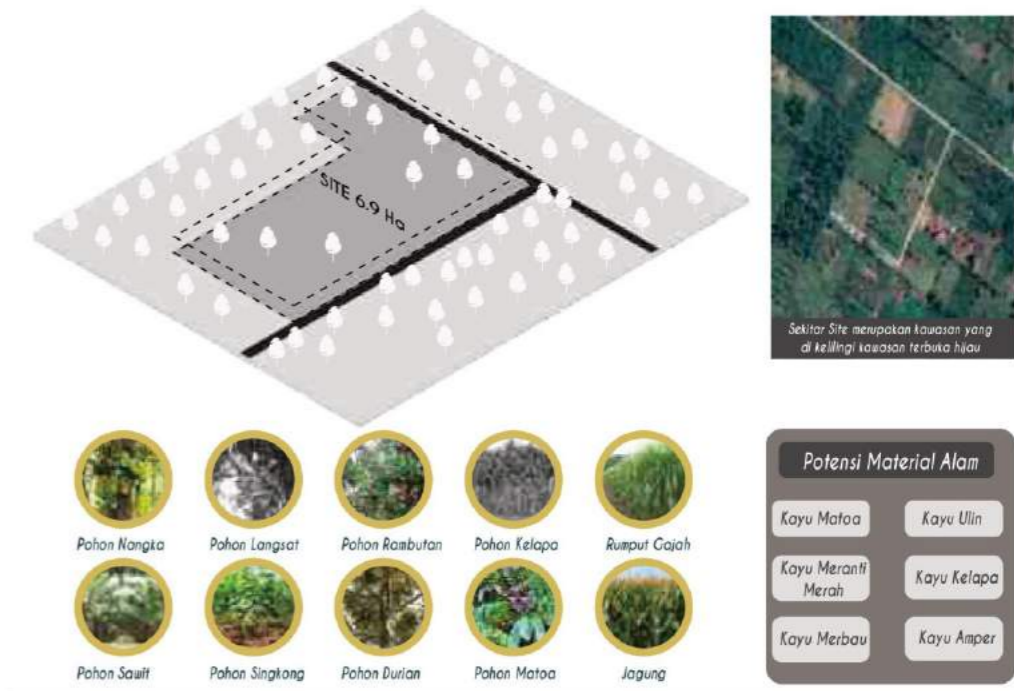 SITE 6.9 Ha
Sekitar Site merupakan kawasan yang
di kelilingi kawasan terbuka hijau
Pohon Nangka
Pohon Langsat
Pohon Rambutan
Pohon Kelapa
Rumput Gajah
Pohon Sawit
Pohon Singkong
Pohon Durian
Pohon Matoa
Jagung
Potensi Material Alam
Kayu Matoa
Kayu Ulin
Kayu Meranti
Merah
Kayu Kelapa
Kayu Merbau
Kayu Amper